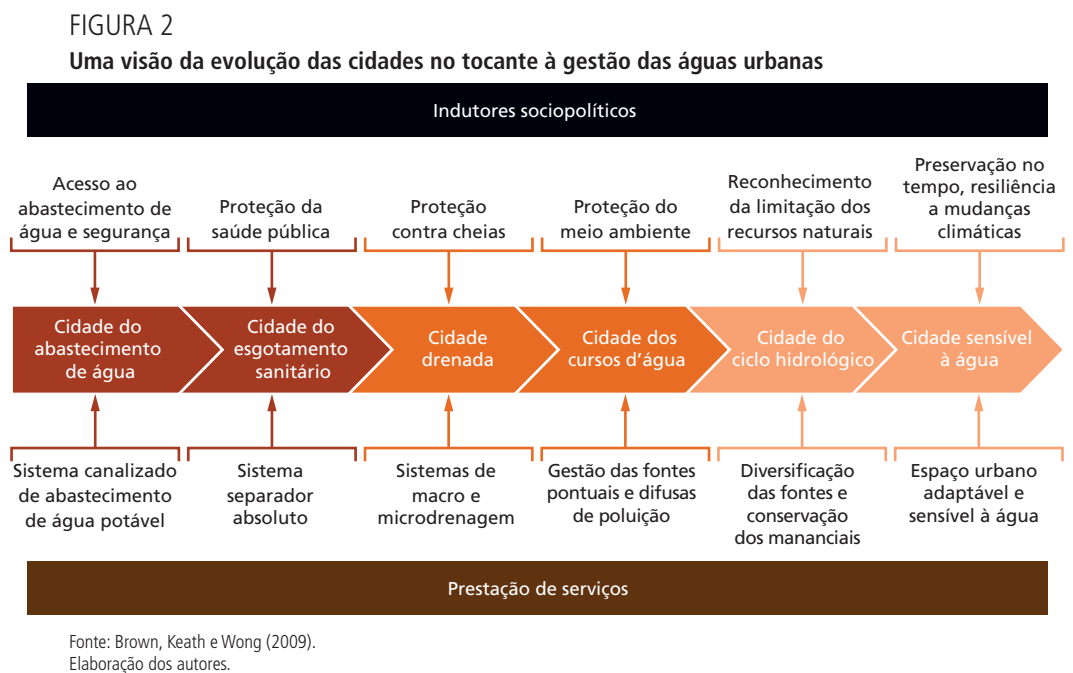 FIGURA 2
Uma visão da evolução das cidades no tocante à gestão das águas urbanas
Indutores sociopolíticos
Acesso ao
abastecimento de
água e segurança
Proteção da
saúde pública
Proteção
contra cheias
Proteção do
meio ambiente
Reconhecimento
da limitação dos
recursos naturais
Preservação no
tempo, resiliência
a mudanças
climáticas
Cidade do
abastecimento
de água
Cidade do
esgotamento
sanitário
Cidade
drenada
Cidade dos
cursos d’água
Cidade do
ciclo hidrológico
Cidade sensível
à água
Sistema canalizado
de abastecimento
de água potável
Sistema
separador
absoluto
Sistemas de
macro e
microdrenagem
Gestão das fontes
pontuais e difusas
de poluição
Diversificação
das fontes e
conservação
dos mananciais
Espaço urbano
adaptável e
sensível à água
Prestação de serviços
Fonte: Brown, Keath e Wong (2009).
Elaboração dos autores.